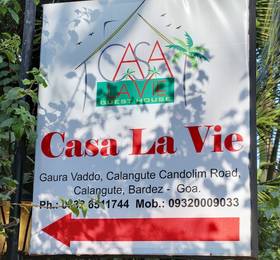 CASA
LA VIE
GUEST HOUSE
Casa La Vie
Gaura Vaddo, Calangute Candolim Road,
Calangute, Bardez - Goa.
Ph.: 6511744 Mob.: 09320009033